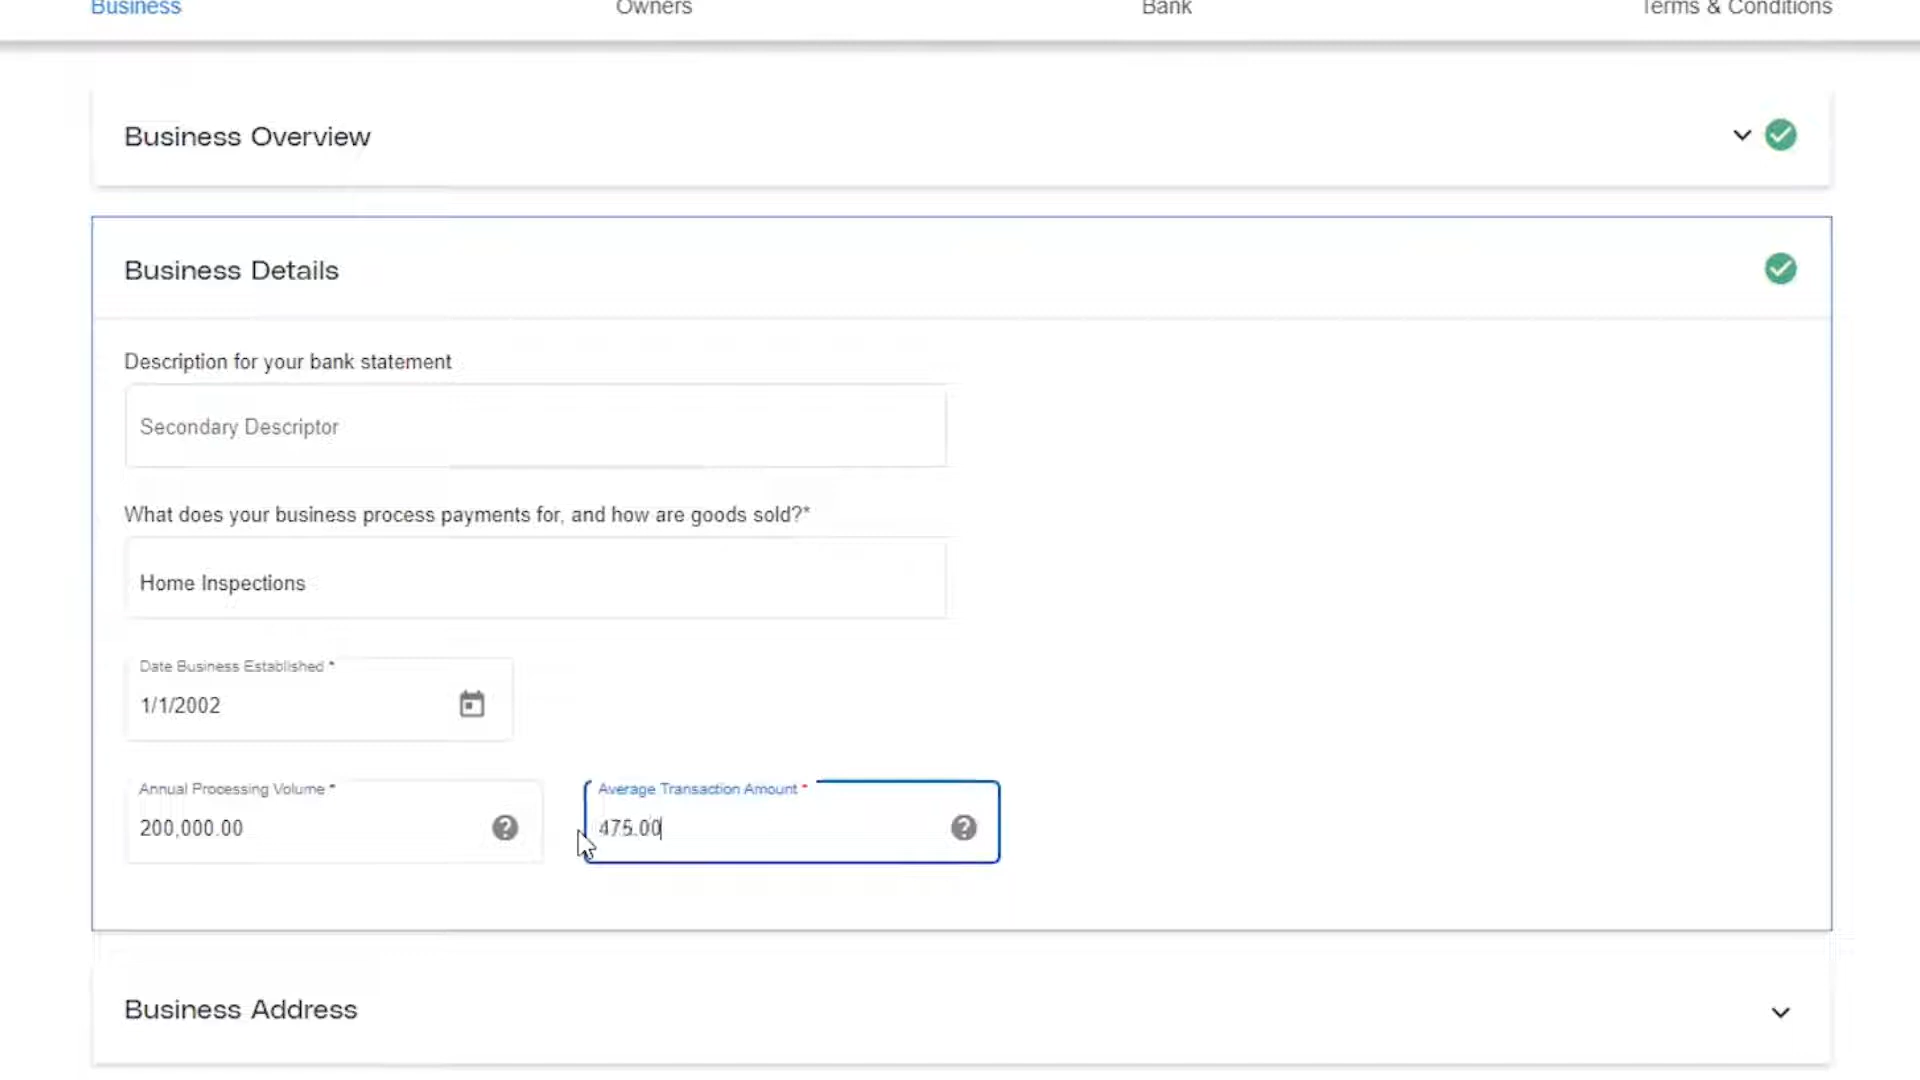 Business Owners Bank Terms & Conditions
Business Overview
Business Details
Description for your bank statement
Secondary Descriptor
What does your business process payments for, and how are goods sold?*
Home Inspections
Date Business Established *
1/1/2002
Annual Processing Volume * Average Transaction Amount *
200,000.00 475.00
Business Address